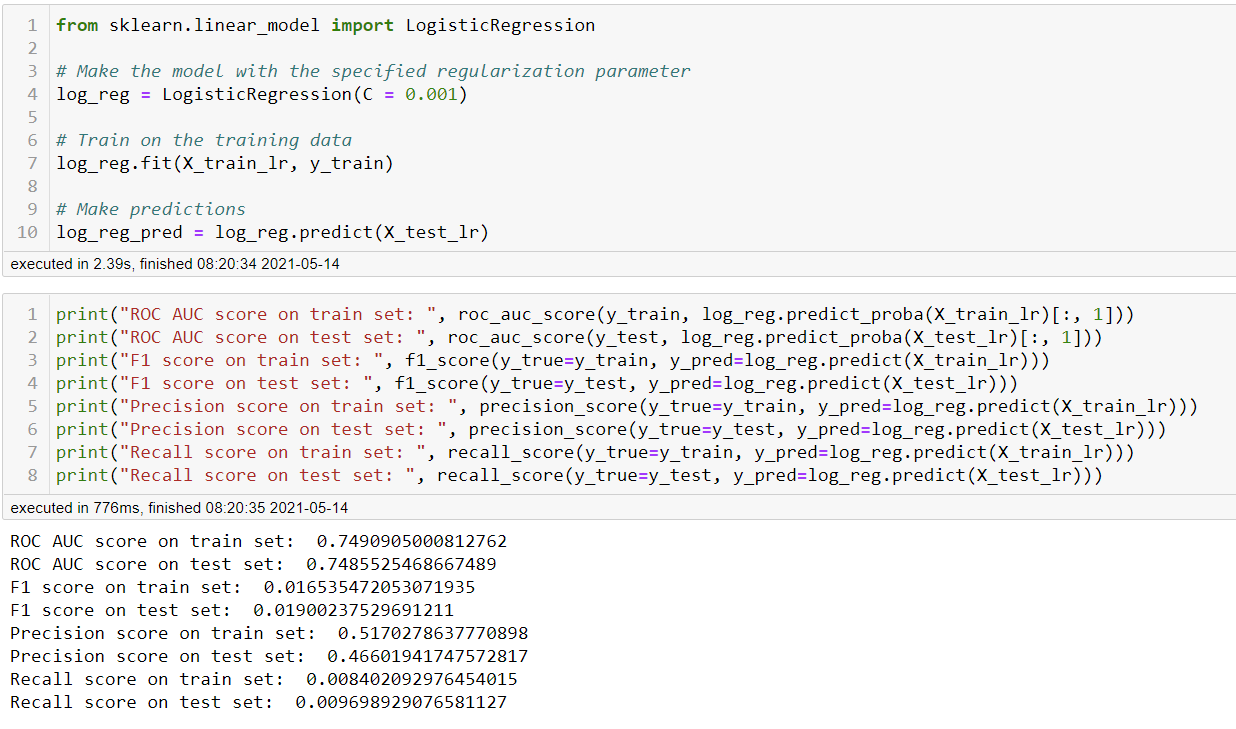 1 from sklearn.linear_model import LogisticRegression
2
3 # Make the model with the specified regularization parameter
4 log_reg = LogisticRegression(C = 0.001)
5
6 # Train on the training data
7 log_reg.fit(X_train_lr, y_train)
8
9 # Make predictions
10 log_reg_pred = log_reg.predict(X_test_lr)
executed in 2.39s, finished 08:20:34 2021-05-14
1 print("ROC AUC score on train set: ", roc_auc_score(y_train, log_reg.predict_proba(X_train_lr)[:, 1]))
2 print("ROC AUC score on test set: ", roc_auc_score(y_test, log_reg.predict_proba(X_test_lr)[:, 1]))
3 print("F1 score on train set: ", f1_score(y_true=y_train, y_pred=log_reg.predict(X_train_lr)))
4 print("F1 score on test set: ", f1_score(y_true=y_test, y_pred=log_reg.predict(X_test_lr)))
5 print("Precision score on train set: ", precision_score(y_true=y_train, y_pred=log_reg.predict(X_train_lr)))
6 print("Precision score on test set: ", precision_score(y_true=y_test, y_pred=log_reg.predict(X_test_lr)))
7 print("Recall score on train set: ", recall_score(y_true=y_train, y_pred=log_reg.predict(X_train_lr)))
8 print("Recall score on test set: ", recall_score(y_true=y_test, y_pred=log_reg.predict(X_test_lr)))
executed in 776ms, finished 08:20:35 2021-05-14
ROC AUC score on train set:  0.7490905000812762
ROC AUC score on test set:  0.7485525468667489
F1 score on train set:  0.016535472053071935
F1 score on test set:  0.01900237529691211
Precision score on train set:  0.5170278637770898
Precision score on test set:  0.46601941747572817
Recall score on train set:  0.008402092976454015
Recall score on test set:  0.009698929076581127